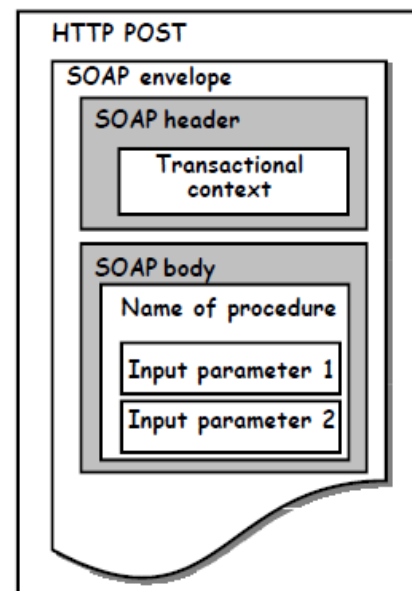 HTTP POST
SOAP envelope
SOAP header
Transactional
context
SOAP body
Name of procedure
Input parameter 1
Input parameter 2